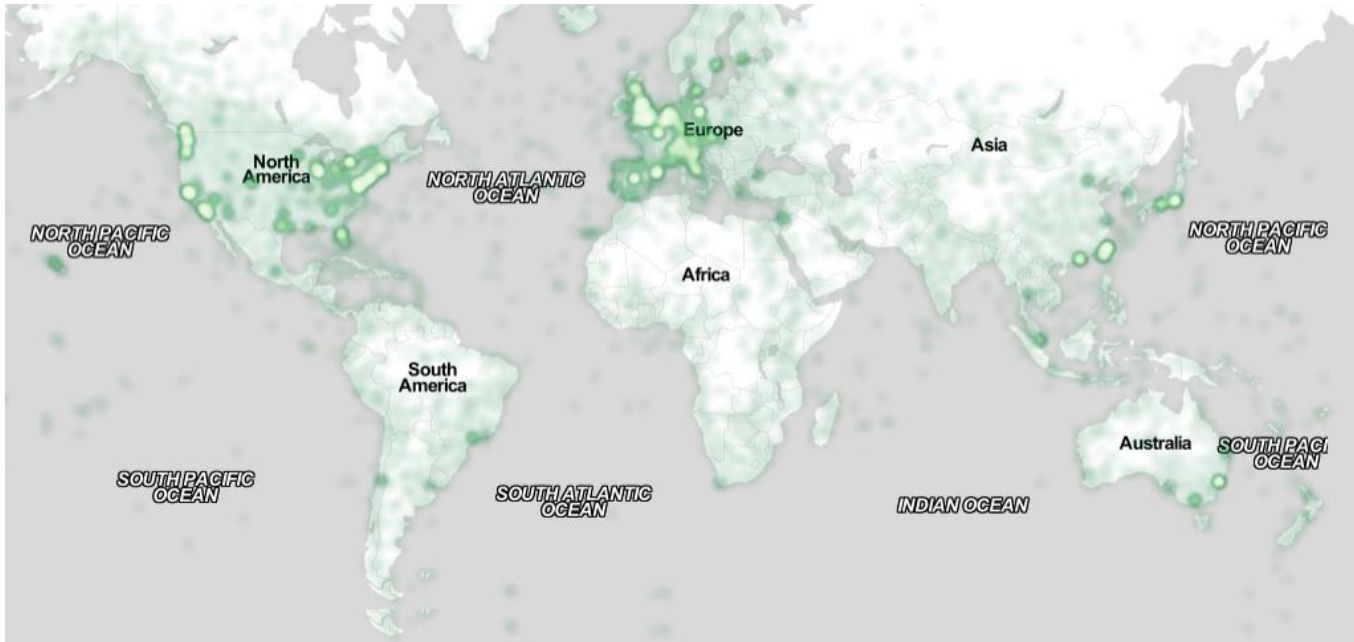 Europe
Asia
North
America
NORTH ATLANTIC
OCEAN
NORTH PACIFIC
OCEAN
NORTH PACIFIC
OCEAN
Africa
South
America
Australia
SOUTH PACI
OCEAN
SOUTH PACIFIC
OCEAN
SOUTH ATLANTIC
OCEAN
INDIAN OCEAN